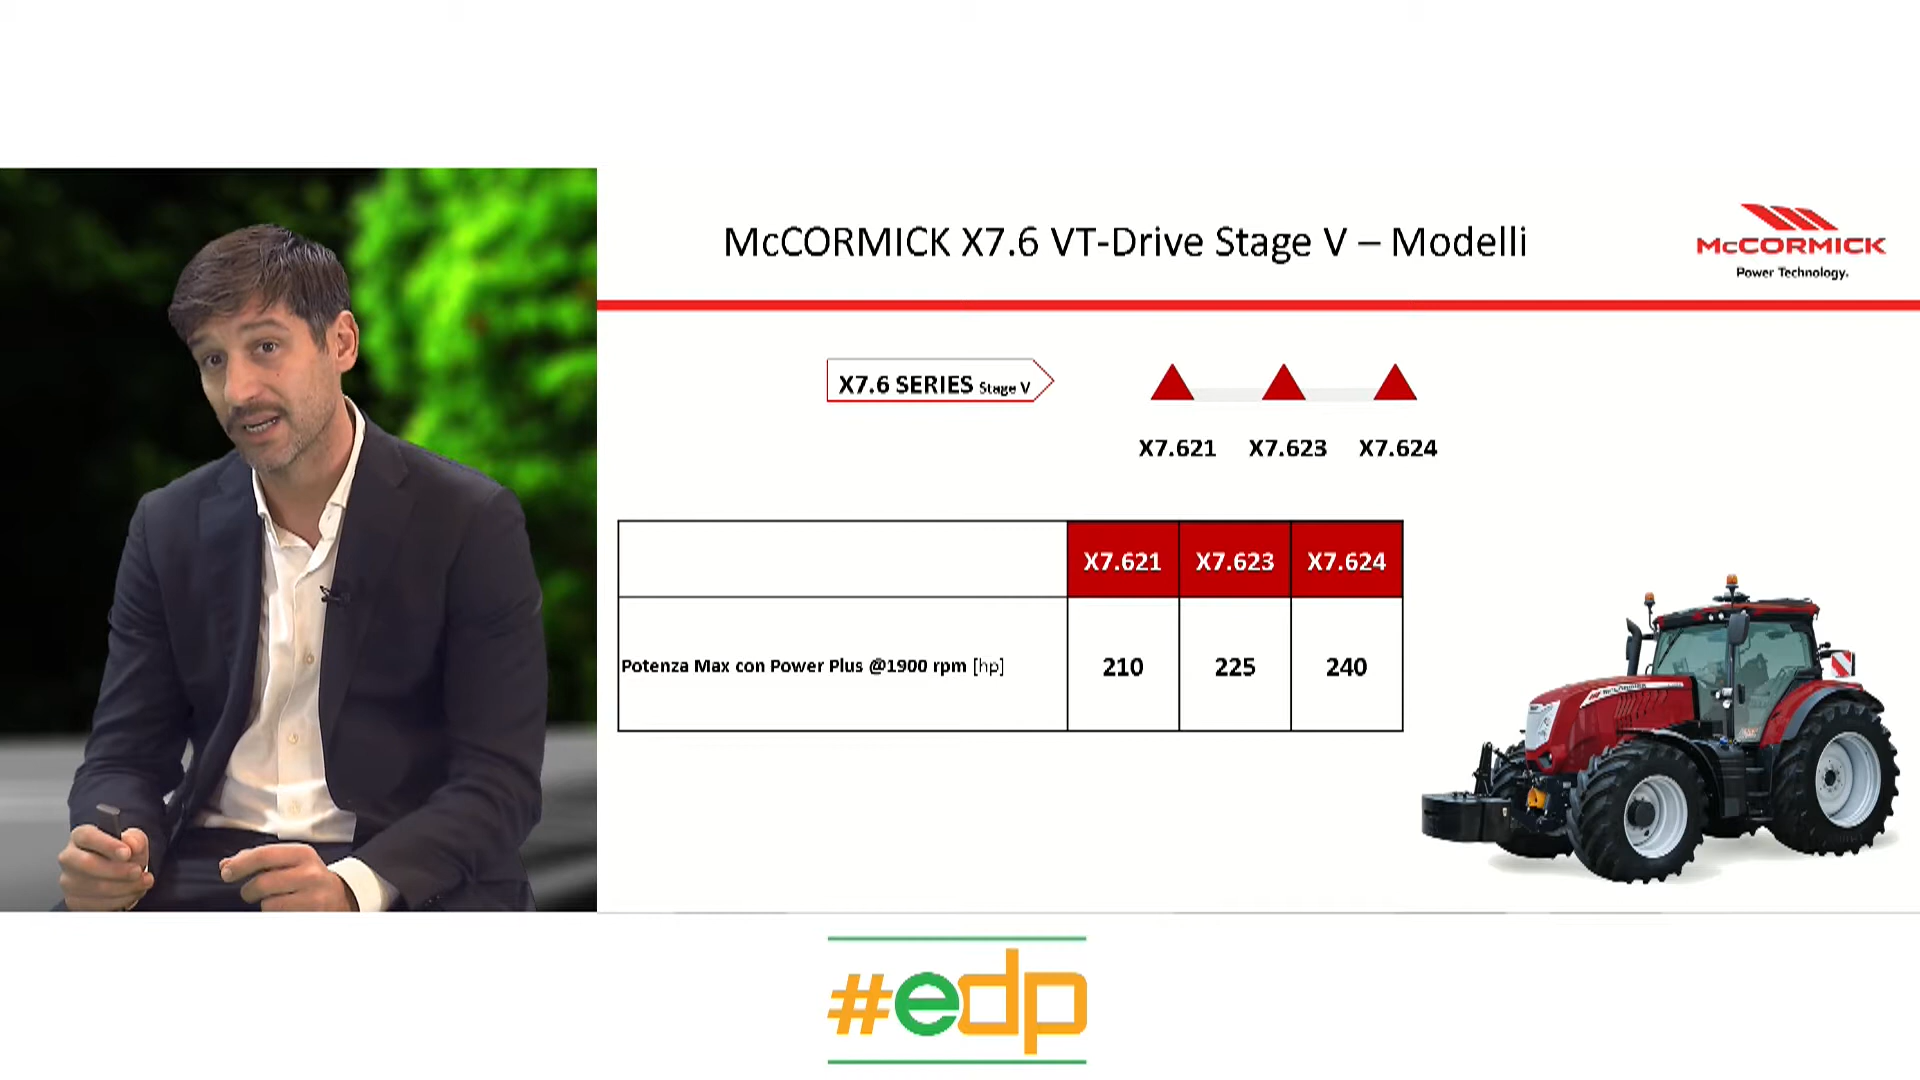 McCORMICK X7.6 VT-Drive Stage V – Modelli
McCORMICK
Power Technology.
X7.6 SERIES Stage V
X7.621 X7.623 X7.624
X7.621 X7.623 X7.624
Potenza Max con Power Plus @1900 rpm [hp] 210 225 240
#edp